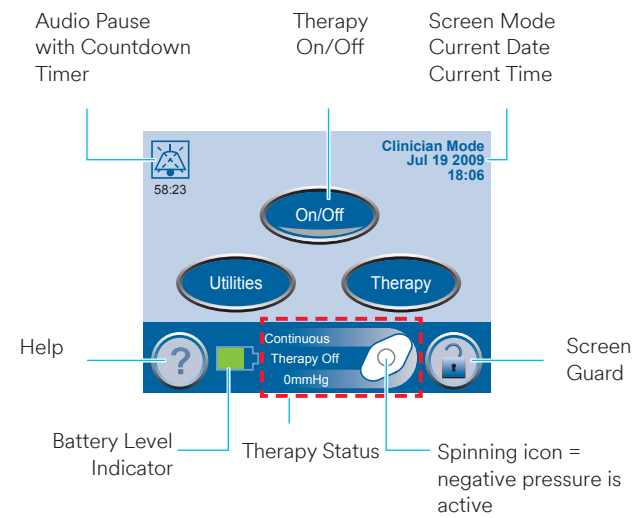 Audio Pause
with Countdown
Timer
Therapy
On/Off
Screen Mode
Current Date
Current Time
Clinician Mode
Jul 19 2009
18:06
58:23
On/Off
Utilities
Therapy
Help
?
Continuous
Therapy Off
0mmHg
Screen
Guard
Battery Level
Indicator
Therapy Status
Spinning icon =
negative pressure is
active